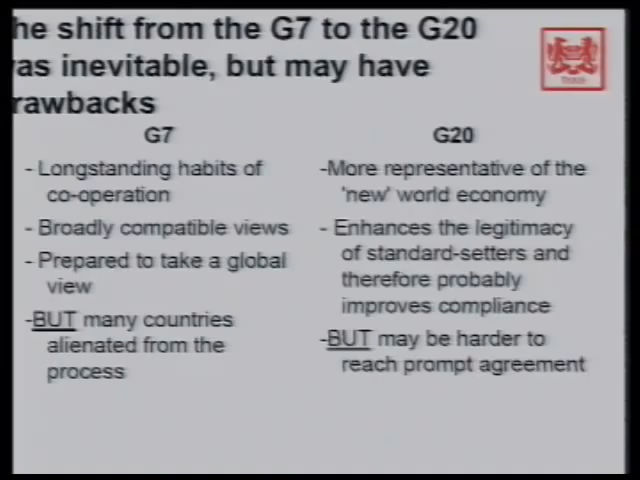 he shift from the G7 to the G20
as inevitable, but may have
rawbacks
G7
- Longstanding habits of
co-operation
- Broadly compatible views
- Prepared to take a global
view
-BUT many countries
alienated from the
process
G20
-More representative of the
'new' world economy
- Enhances the legitimacy
of standard-setters and
therefore probably
improves compliance
-BUT may be harder to
reach prompt agreement